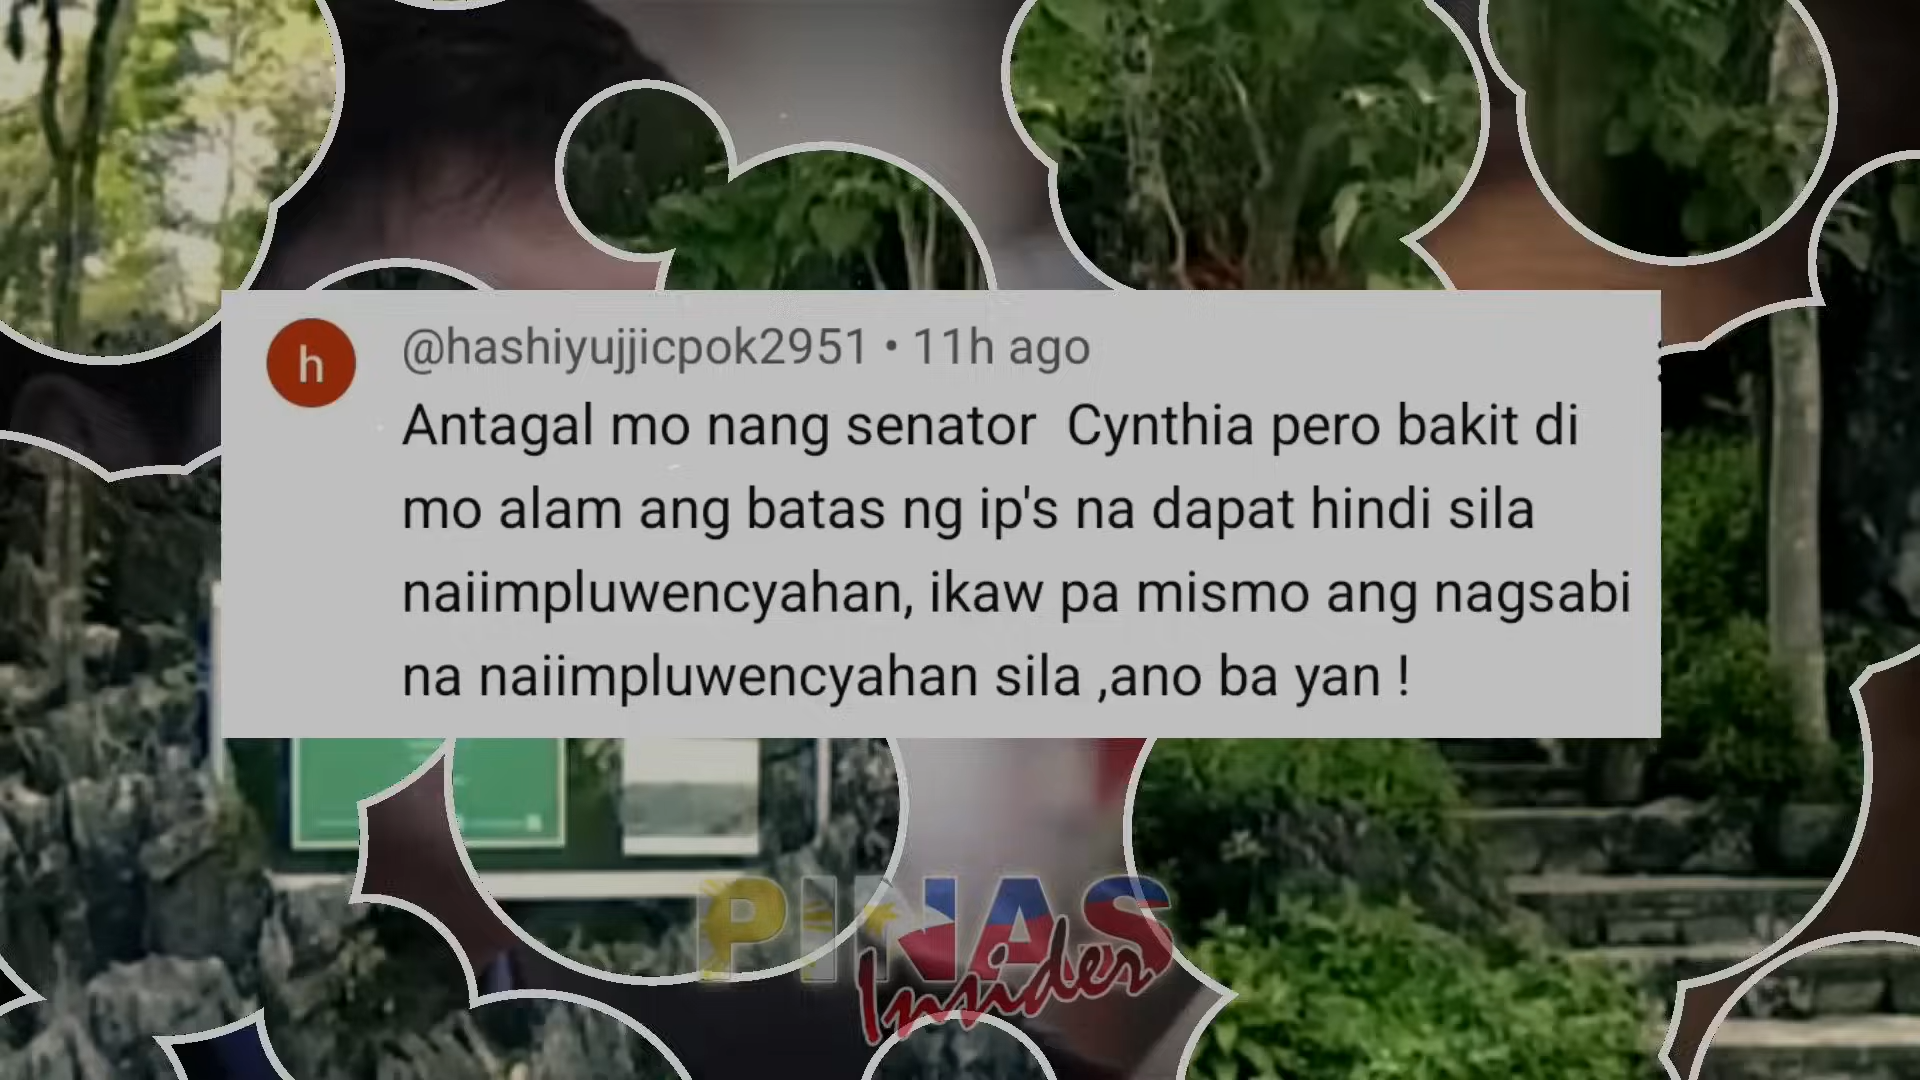 h
@hashiyujjicpok2951 • 11h ago
Antagal mo nang senator  Cynthia pero bakit di
mo alam ang batas ng ip's na dapat hindi sila
naiimpluwencyahan, ikaw pa mismo ang nagsabi
na naiimpluwencyahan sila ,ano ba yan !
PINAS
Insider